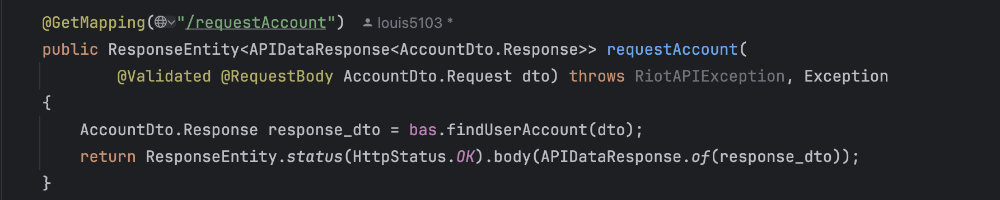 @GetMapping("/requestAccount") louis5103 *
public ResponseEntity<APIDataResponse<AccountDto.Response>> requestAccount(
@Validated @RequestBody AccountDto.Request dto) throws RiotAPIException, Exception
{
AccountDto.Response response_dto = bas.findUserAccount(dto);
return ResponseEntity.status(HttpStatus.OK).body(APIDataResponse.of(response_dto));
}